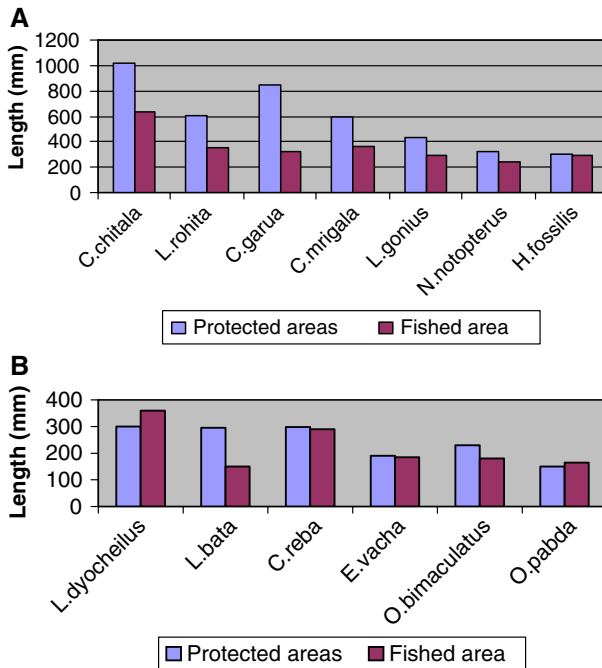 A
Length (mm)
1200
1000
800
600
400
200
0
C.chitala
L.rohita
C.garua
C.mrigala
L.gonius
N.notopterus
H.fossilis
Protected areas Fished area
B
Length (mm)
400
300
200
100
0
L.dyocheilus
L.bata
C.reba
E.vacha
O.bimaculatus
O.pabda
Protected areas Fished area